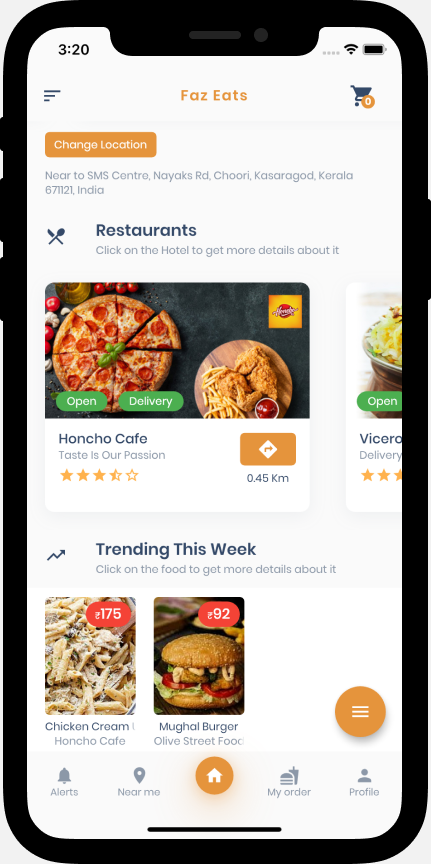 3:20
Faz Eats
0
Change Location
Near to SMS Centre, Nayaks Rd, Choori, Kasaragod, Kerala
671121, India
Restaurants
Click on the Hotel to get more details about it
Honcho
Open Delivery
Open
Honcho Cafe
Taste Is Our Passion
0.45 Km
Vicero
Delivery
Trending This Week
Click on the food to get more details about it
₹175
₹92
Chicken Cream
Honcho Cafe
Mughal Burger
Olive Street Food
Alerts
Near me
My order
Profile